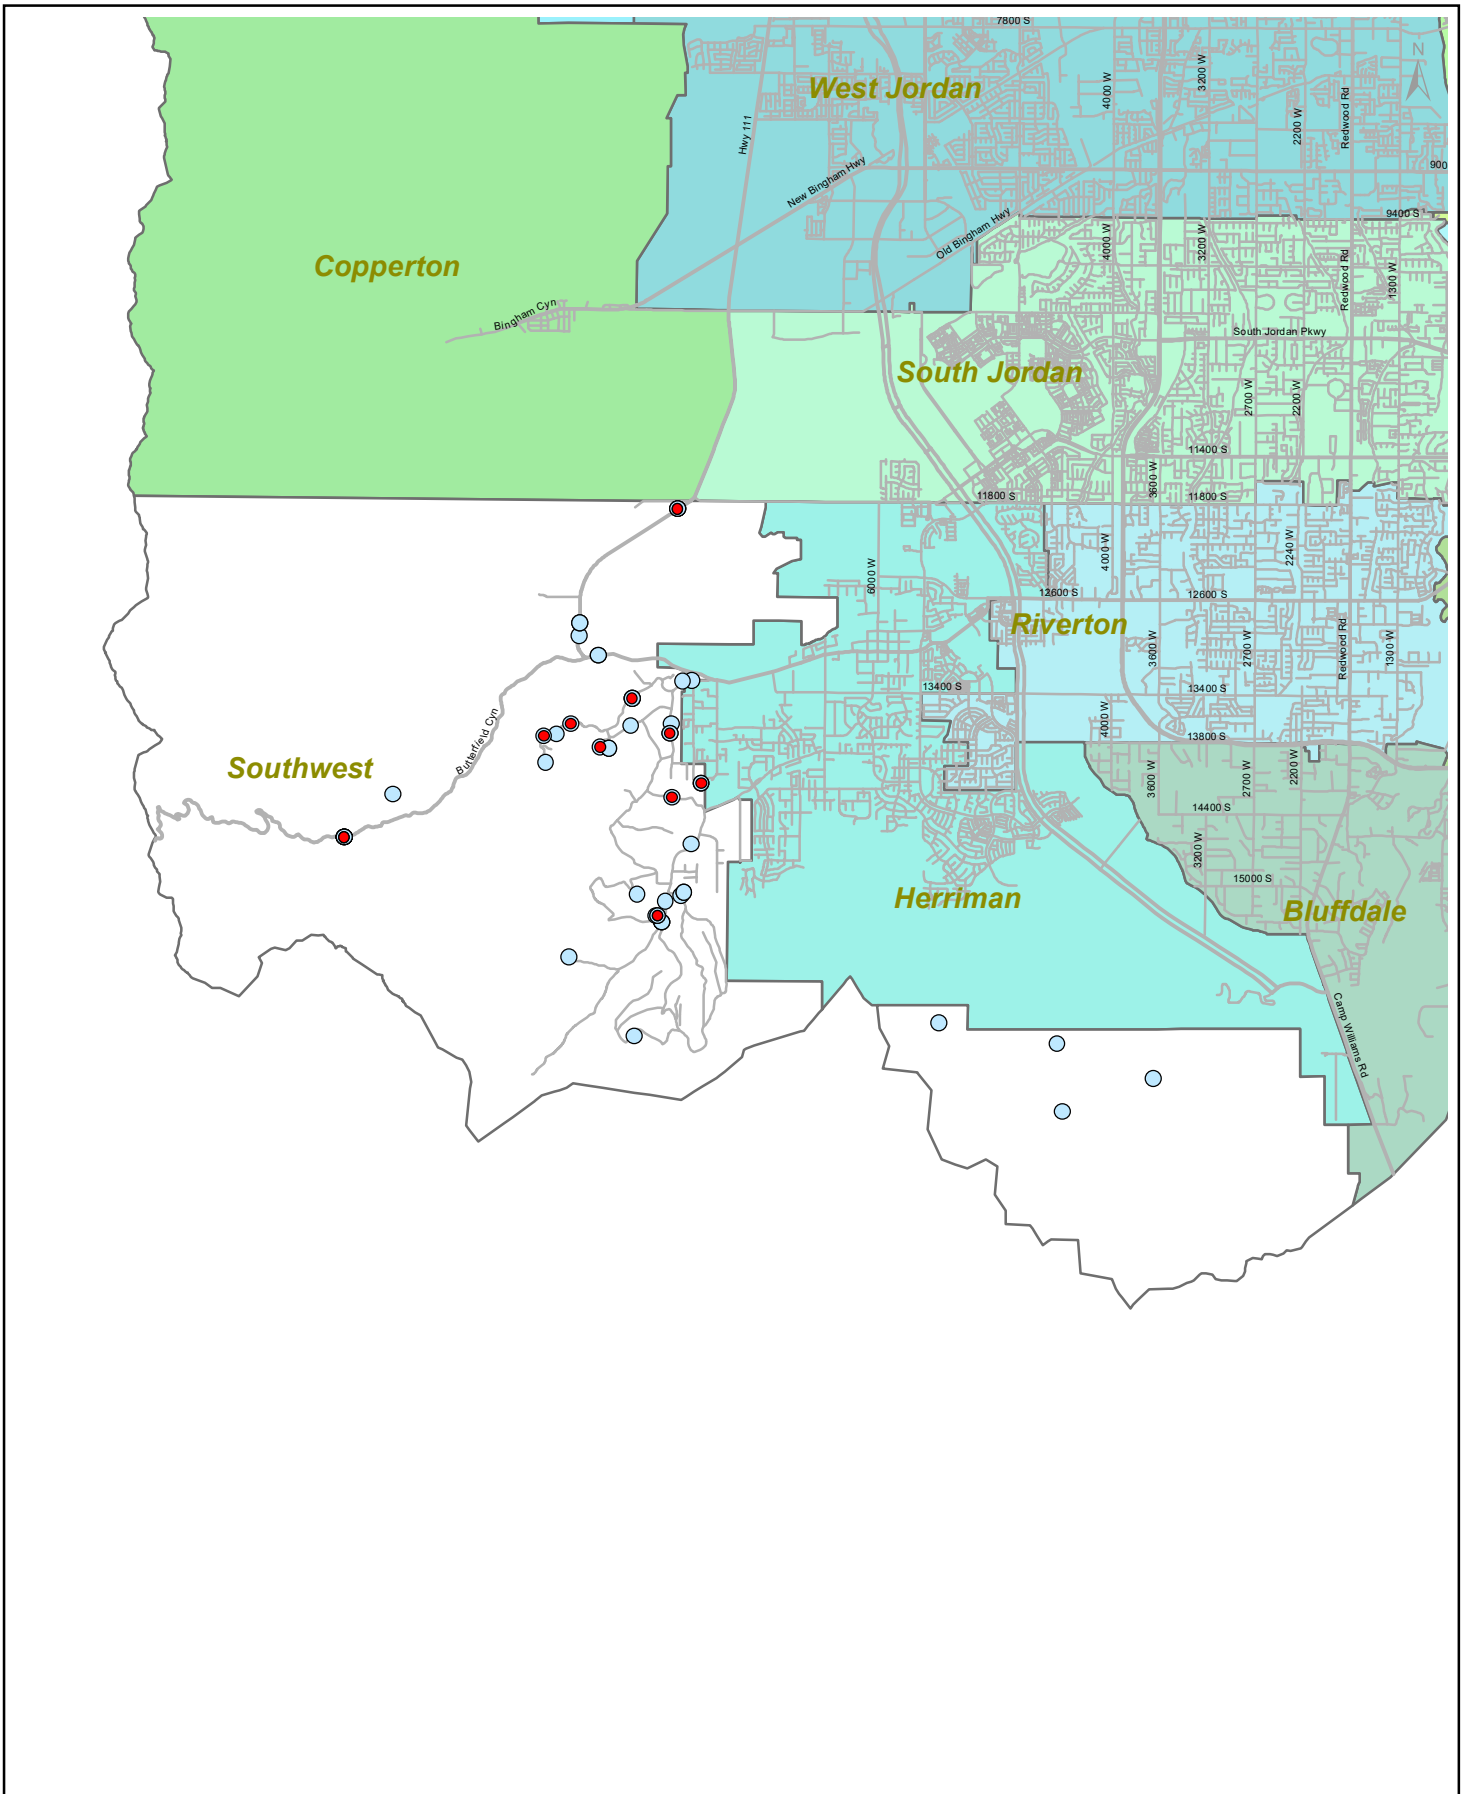 7800 S
N
West Jordan
3200 W
4000 W
Redwood Rd
2200 W
Hwy 111
New Bingham Hwy
900
9400 S
Old Bingham Hwy
4000 W
3200 W
Copperton
Redwood Rd
1300 W
Bingham Cyn
South Jordan Pkwy
South Jordan
2700 W
2200 W
11400 S
3600 W
11800 S
11800 S
4000 W
2240 W
6000 W
12600 S
12600 S
Riverton
3600 W
2700 W
Redwood Rd
1300 W
13400 S
13400 S
4000 W
13800 S
Butterfield Cyn
Southwest
3600 W
2700 W
2200 W
14400 S
3200 W
15000 S
Herriman
Bluffdale
Camp Williams Rd